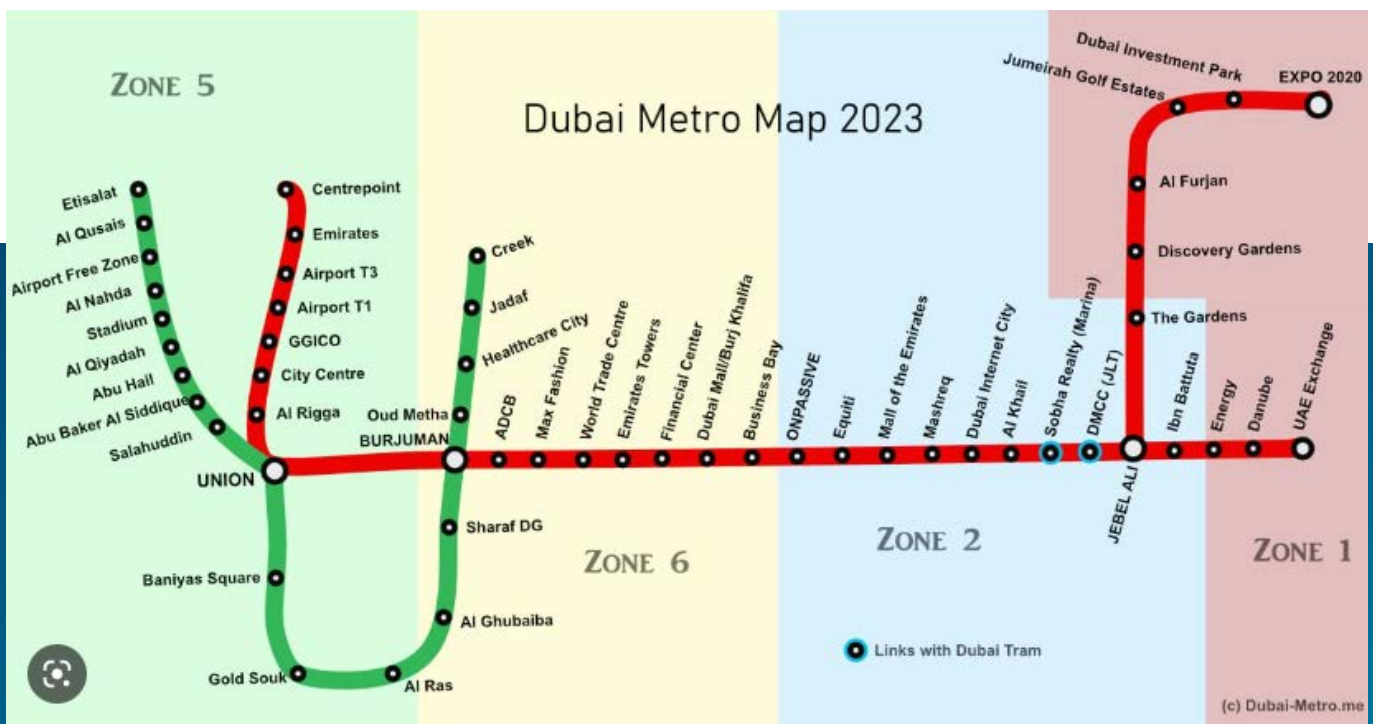 ZONE 5
Dubai Metro Map 2023
Dubai Investment Park
Jumeirah Golf Estates
EXPO 2020
Etisalat
Al Qusais
Airport Free Zone
Al Nahda
Stadium
Al Qiyadah
Abu Hail
Abu Baker Al Siddique
Salahuddin
UNION
Centrepoint
Emirates
Airport T3
Airport T1
GGICO
City Centre
Al Rigga
Creek
Jadaf
Healthcare City
Oud Metha
BURJUMAN
ADCB
Max Fashion
World Trade Centre
Emirates Towers
Financial Center
Dubai Mall/Burj Khalifa
Business Bay
ONPASSIVE
Equiti
Mall of the Emirates
Mashreq
Dubai Internet City
Al Khail
Sobha Realty (Marina)
DMCC (JLT)
JEBEL ALI
Al Furjan
Discovery Gardens
The Gardens
Ibn Battuta
Energy
Danube
UAE Exchange
Sharaf DG
Baniyas Square
Al Ghubaiba
Gold Souk
Al Ras
ZONE 6
ZONE 2
ZONE 1
Links with Dubai Tram
(c) Dubai-Metro.me